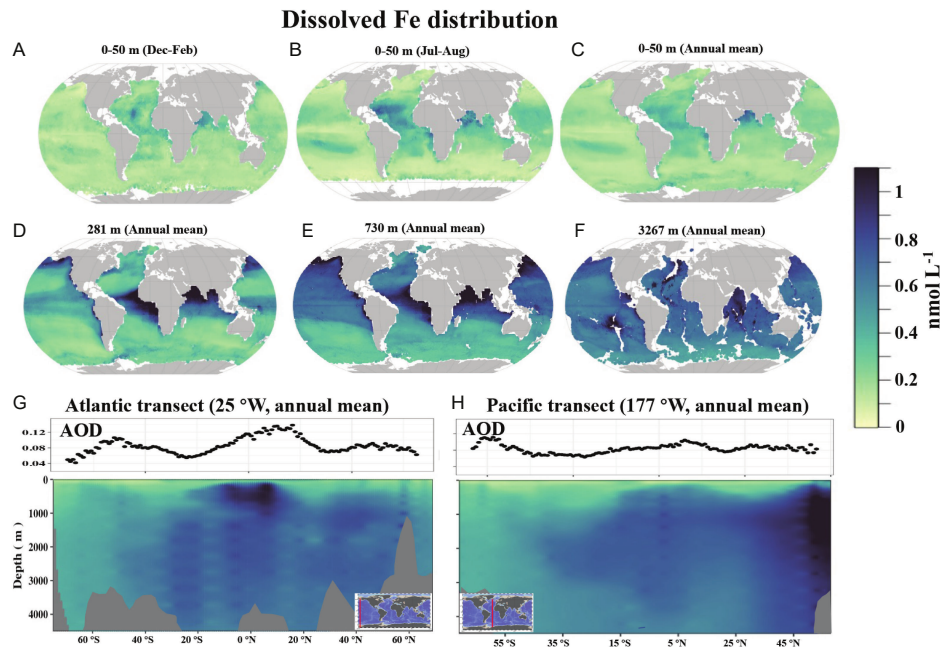 Dissolved Fe distribution
A
0-50 m (Dec-Feb)
B
0-50 m (Jul-Aug)
C
0-50 m (Annual mean)
D
281 m (Annual mean)
E
730 m (Annual mean)
F
3267 m (Annual mean)
1
0.8
0.6
0.4
0.2
0
nmol L⁻¹
G
Atlantic transect (25 °W, annual mean)
AOD
0.12
0.08
0.04
0
1000
2000
3000
4000
Depth ( m )
60 °S
40 °S
20 °S
0 °N
20 °N
40 °N
60 °N
H
Pacific transect (177 °W, annual mean)
AOD
55 °S
35 °S
15 °S
5 °N
25 °N
45 °N